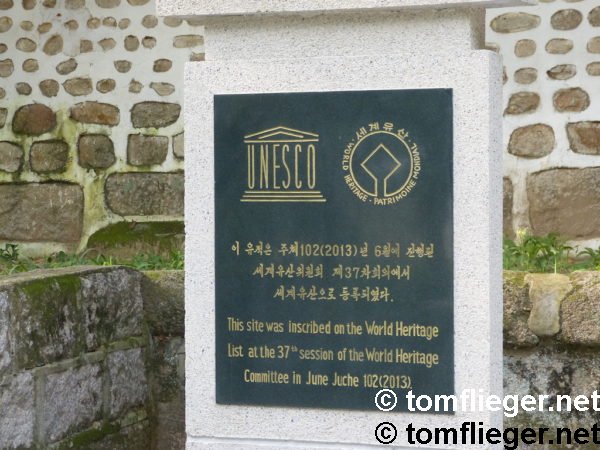 UNESCO
세계유산
WORLD HERITAGE • PATRIMOINE MONDIAL
이 유적은 주체102(2013)년 6월에 진행된
세계유산위원회 제37차회의에서
세계유산으로 등록되였다.
This site was inscribed on the World Heritage
List at the 37th session of the World Heritage
Committee in June Juche 102(2013).
© tomflieger.net
© tomflieger.net